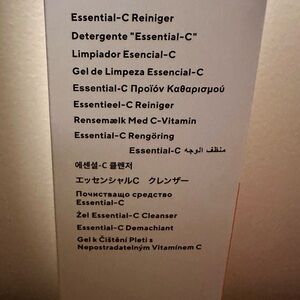 Essential-C Reiniger
Detergente "Essential-C"
Limpiador Esencial-C
Gel de Limpeza Essencial-C
Essential-C Προϊόν Καθαρισμού
Essentieel-C Reiniger
Rensemælk Med C-Vitamin
Essential-C Rengöring
Essential-C منظف الوجه
에센셜-C 클렌저
エッセンシャルC クレンザー
Почистващо средство
Essential-C
Żel Essential-C Cleanser
Essential-C Demachiant
Gel k Čištění Pleti s
Nepostradatelným Vitamínem C